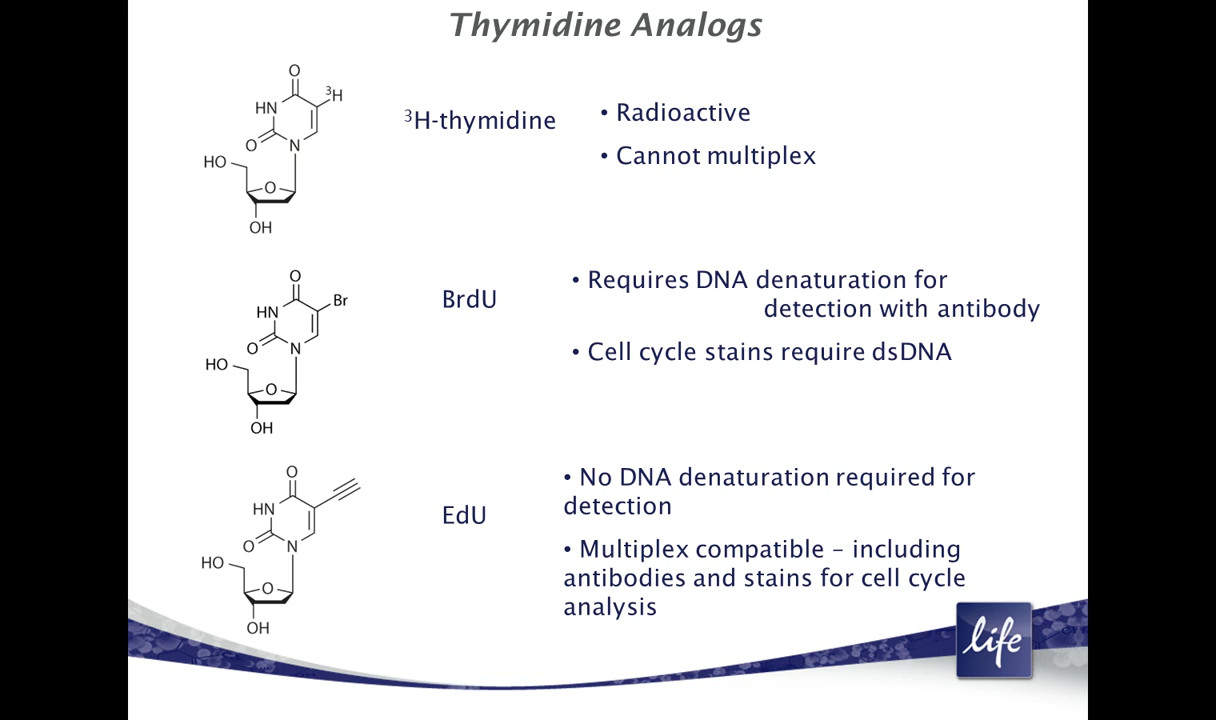 Thymidine Analogs
O
³H
HN
O
N
HO
O
OH
³H-thymidine
• Radioactive
• Cannot multiplex
O
Br
HN
O
N
HO
O
OH
BrdU
• Requires DNA denaturation for
detection with antibody
• Cell cycle stains require dsDNA
O
HN
O
N
HO
O
OH
EdU
• No DNA denaturation required for
detection
• Multiplex compatible – including
antibodies and stains for cell cycle
analysis
life